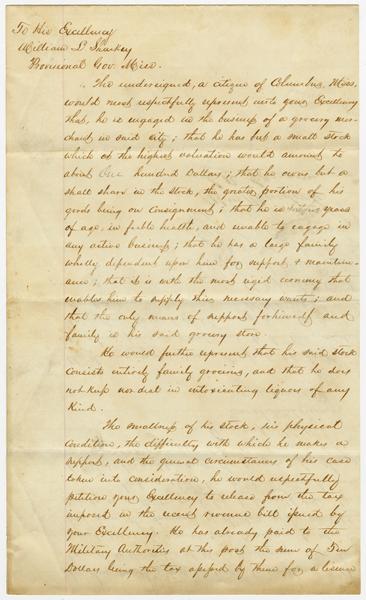 To His Excellency
William L Sharkey
Provisional Gov. Miss.
The undersigned, a citizen of Columbus, Miss,
would most respectfully represent unto your Excellency
that, he is engaged in the business of a grocery mer-
chant in said city; that he has but a small stock
which at the highest valuation would amount to
about One hundred Dollars; that he owns but a
small share in the stock, the greater portion of his
goods being on consignment; that he is years
of age, in feeble health, and unable to engage in
any active business; that he has a large family
wholly dependent upon him for support & mainten-
ance; that it is with the most rigid economy that
enables him to supply their necessary wants; and
that the only means of support for himself and
family is his said grocery store.
He would further represent that his said stock
consists entirely family groceries, and that he does
not keep nor deal in intoxicating liquors of any
kind.
The smallness of his stock, his physical
condition, the difficulty with which he makes a
support, and the general circumstances of his case
taken into consideration, he would respectfully
petition your Excellency to release from the tax
imposed in the recent revenue bill issued by
your Excellency. He has already paid to the
Military Authorities at this post the sum of Ten
Dollars being the tax assessed by them for a license